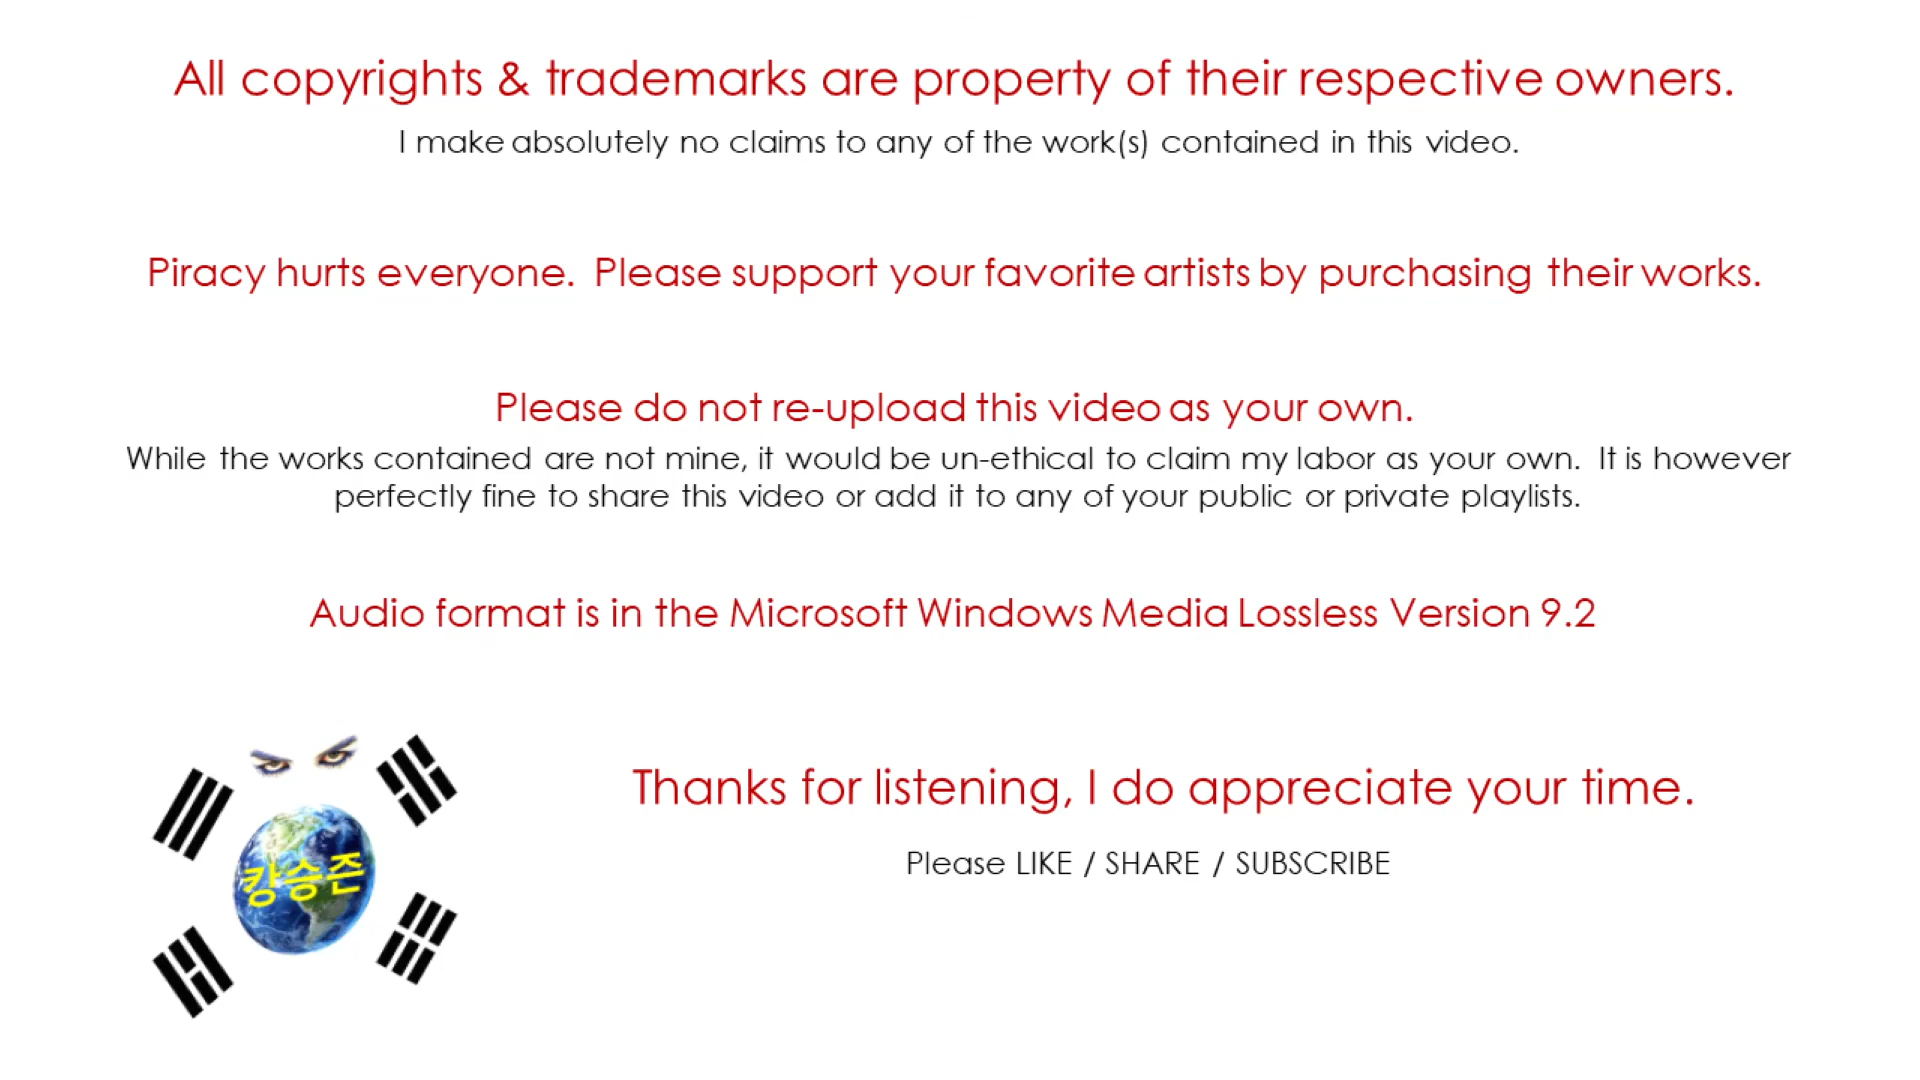 All copyrights & trademarks are property of their respective owners.
I make absolutely no claims to any of the work(s) contained in this video.
Piracy hurts everyone.  Please support your favorite artists by purchasing their works.
Please do not re-upload this video as your own.
While the works contained are not mine, it would be un-ethical to claim my labor as your own.  It is however
perfectly fine to share this video or add it to any of your public or private playlists.
Audio format is in the Microsoft Windows Media Lossless Version 9.2
Thanks for listening, I do appreciate your time.
Please LIKE / SHARE / SUBSCRIBE
캉승즌